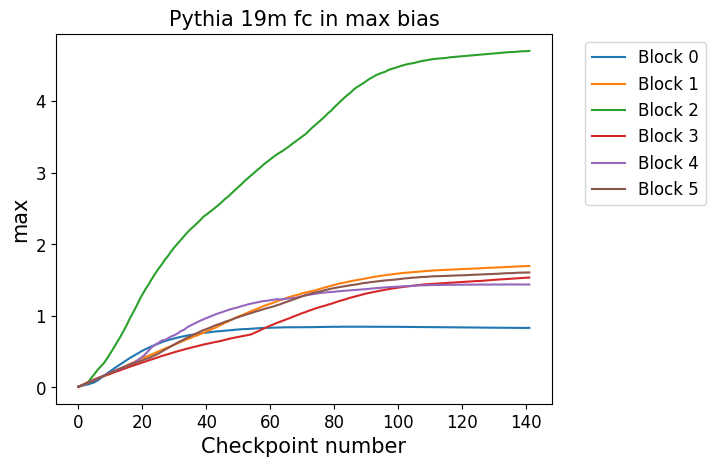 Pythia 19m fc in max bias
max
4
3
2
1
0
0 20 40 60 80 100 120 140
Checkpoint number
Block 0
Block 1
Block 2
Block 3
Block 4
Block 5